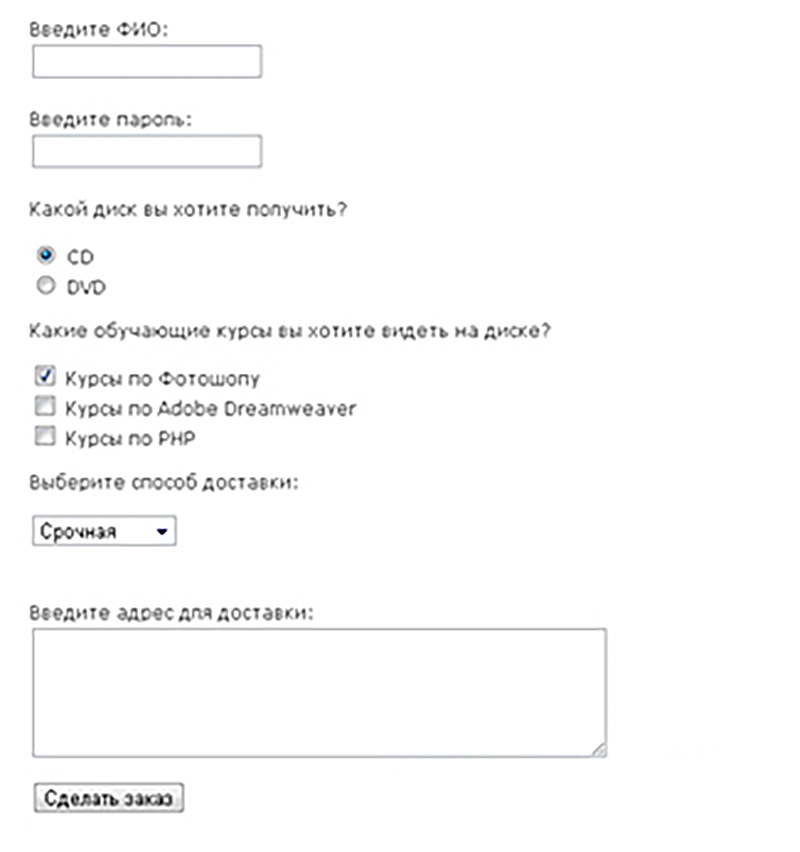 Введите ФИО:
Введите пароль:
Какой диск вы хотите получить?
CD
DVD
Какие обучающие курсы вы хотите видеть на диске?
Курсы по Фотошопу
Курсы по Adobe Dreamweaver
Курсы по PHP
Выберите способ доставки:
Срочная
Введите адрес для доставки:
Сделать заказ